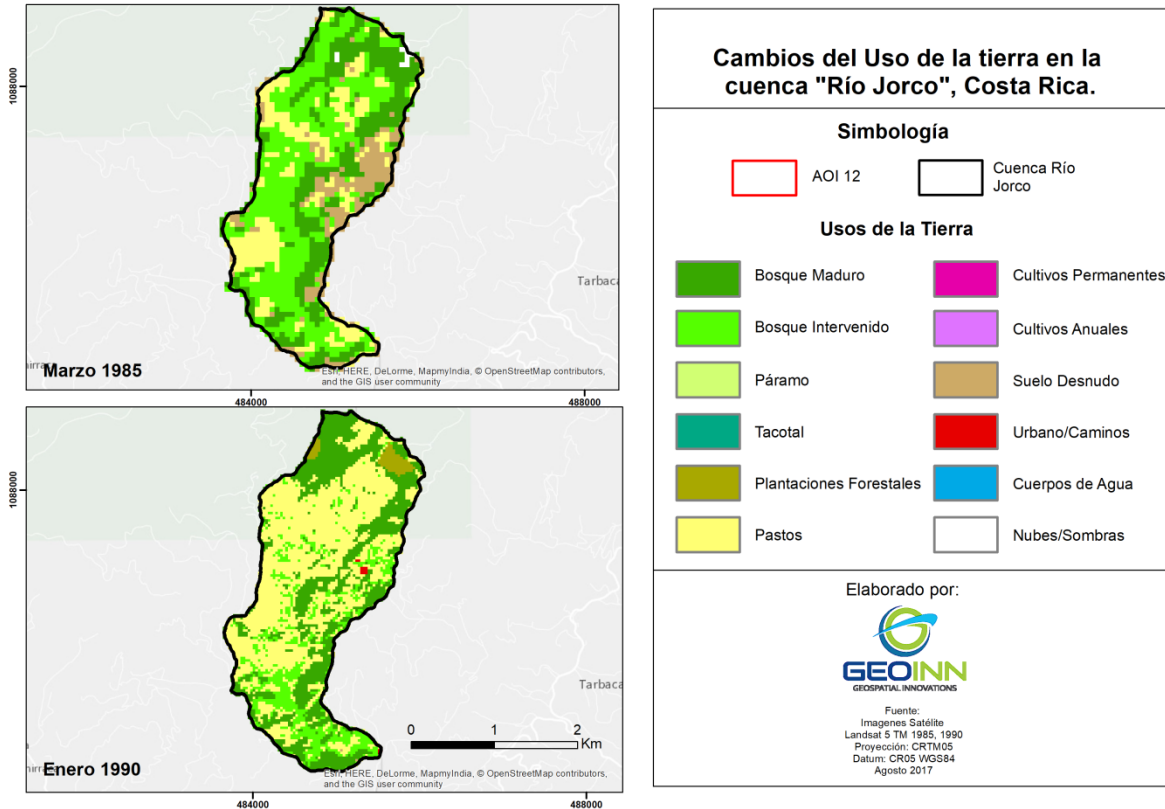 1088000
Tarbaca
Marzo 1985
Esri, HERE, DeLorme, MapmyIndia, © OpenStreetMap contributors,
and the GIS user community
484000
488000
1088000
Tarbaca
0 1 2
Km
Enero 1990
Esri, HERE, DeLorme, MapmyIndia, © OpenStreetMap contributors,
and the GIS user community
484000
488000
Cambios del Uso de la tierra en la
cuenca "Río Jorco", Costa Rica.
Simbología
AOI 12
Cuenca Río
Jorco
Usos de la Tierra
Bosque Maduro
Cultivos Permanentes
Bosque Intervenido
Cultivos Anuales
Páramo
Suelo Desnudo
Tacotal
Urbano/Caminos
Plantaciones Forestales
Cuerpos de Agua
Pastos
Nubes/Sombras
Elaborado por:
GEOINN
GEOSPATIAL INNOVATIONS
Fuente:
Imagenes Satélite
Landsat 5 TM 1985, 1990
Proyección: CRTM05
Datum: CR05 WGS84
Agosto 2017